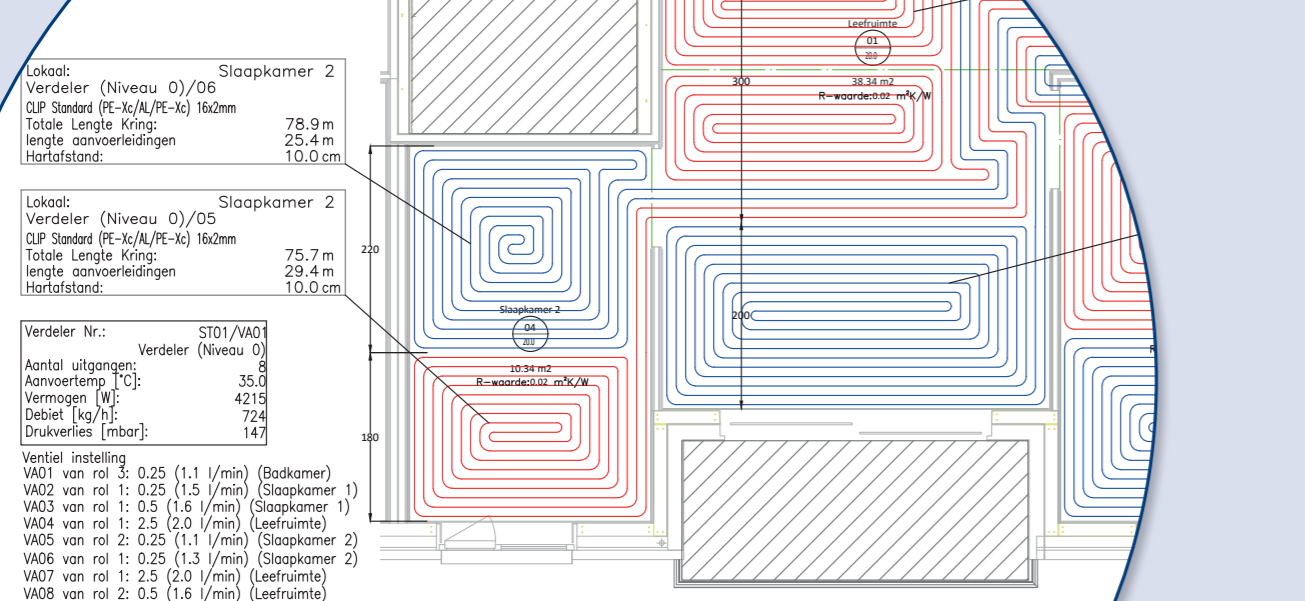 Lokaal: Slaapkamer 2
Verdeler (Niveau 0)/06
CLIP Standard (PE-Xc/AL/PE-Xc) 16x2mm
Totale Lengte Kring: 78.9 m
lengte aanvoerleidingen 25.4 m
Hartafstand: 10.0 cm
Lokaal: Slaapkamer 2
Verdeler (Niveau 0)/05
CLIP Standard (PE-Xc/AL/PE-Xc) 16x2mm
Totale Lengte Kring: 75.7 m
lengte aanvoerleidingen 29.4 m
Hartafstand: 10.0 cm
Verdeler Nr.: ST01/VA01
Verdeler (Niveau 0)
Aantal uitgangen: 8
Aanvoertemp [°C]: 35.0
Vermogen [W]: 4215
Debiet [kg/h]: 724
Drukverlies [mbar]: 147
Ventiel instelling
VA01 van rol 3: 0.25 (1.1 l/min) (Badkamer)
VA02 van rol 1: 0.25 (1.5 l/min) (Slaapkamer 1)
VA03 van rol 1: 0.5 (1.6 l/min) (Slaapkamer 1)
VA04 van rol 1: 2.5 (2.0 l/min) (Leefruimte)
VA05 van rol 2: 0.25 (1.1 l/min) (Slaapkamer 2)
VA06 van rol 1: 0.25 (1.3 l/min) (Slaapkamer 2)
VA07 van rol 1: 2.5 (2.0 l/min) (Leefruimte)
VA08 van rol 2: 0.5 (1.6 l/min) (Leefruimte)
Leefruimte
01
20.0
38.34 m2
R-waarde:0.02 m²K/W
300
220
200
180
Slaapkamer 2
04
20.0
10.34 m2
R-waarde:0.02 m²K/W
R